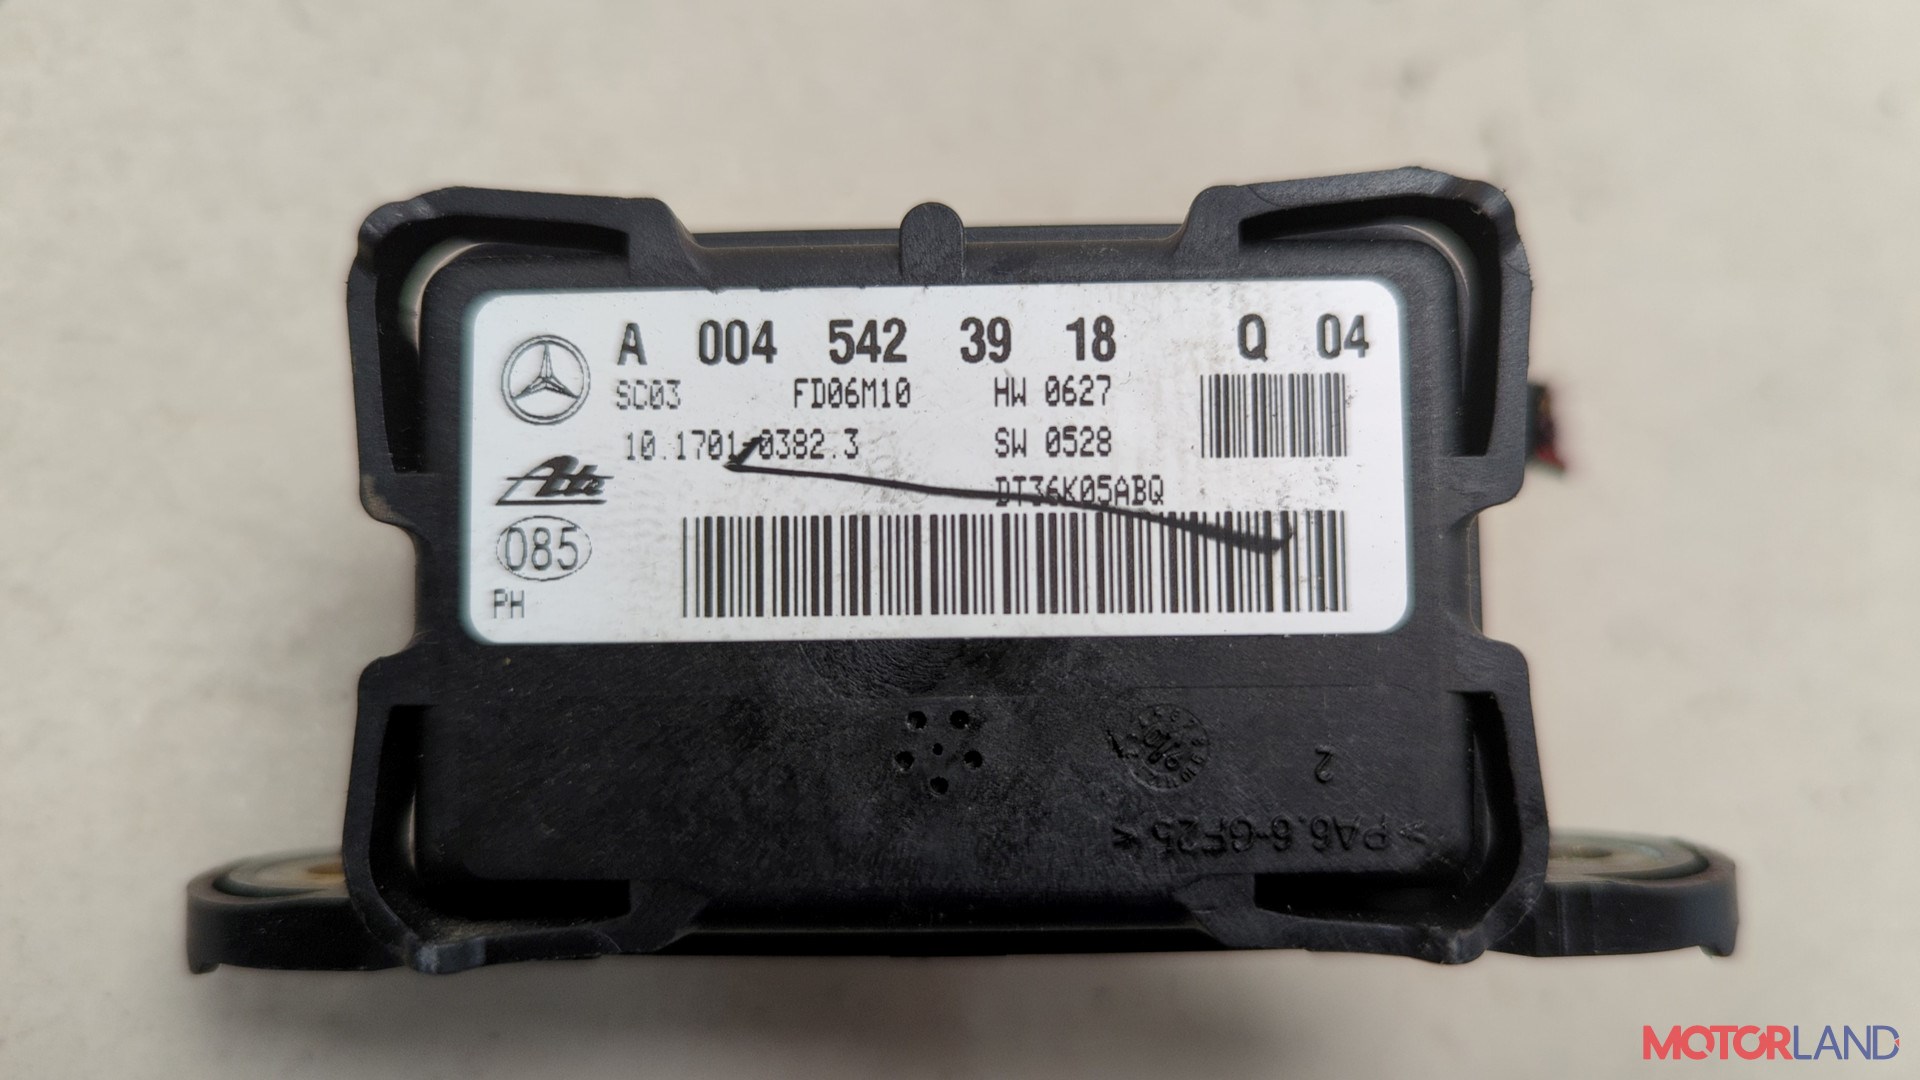 A 004 542 39 18 Q 04
SC03 FD06M10 HW 0627
10.1701-0382.3 SW 0528
Ate
DT36K05ABQ
085
PH
2
>PA6.6-GF25<
MOTORLAND